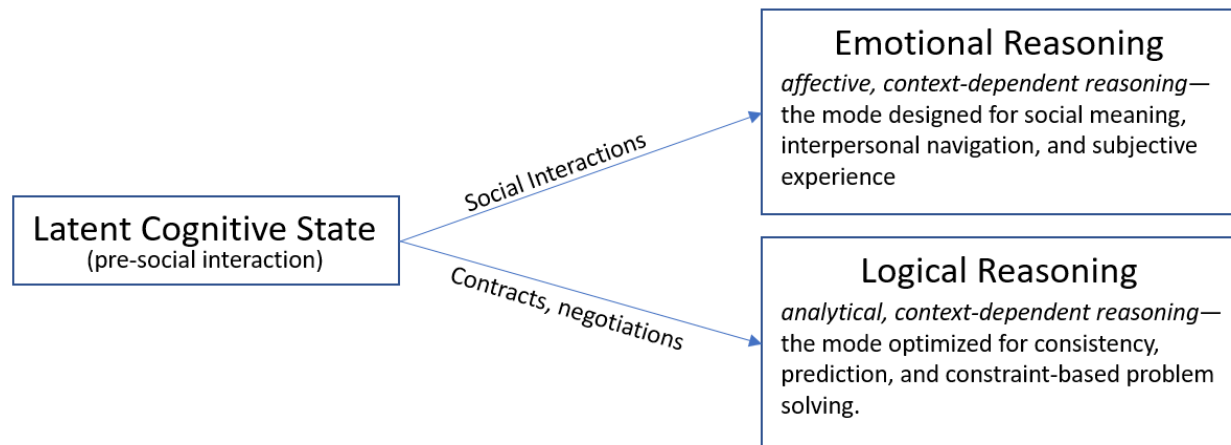 Latent Cognitive State
(pre-social interaction)
Social Interactions
Contracts, negotiations
Emotional Reasoning
affective, context-dependent reasoning—
the mode designed for social meaning,
interpersonal navigation, and subjective
experience
Logical Reasoning
analytical, context-dependent reasoning—
the mode optimized for consistency,
prediction, and constraint-based problem
solving.